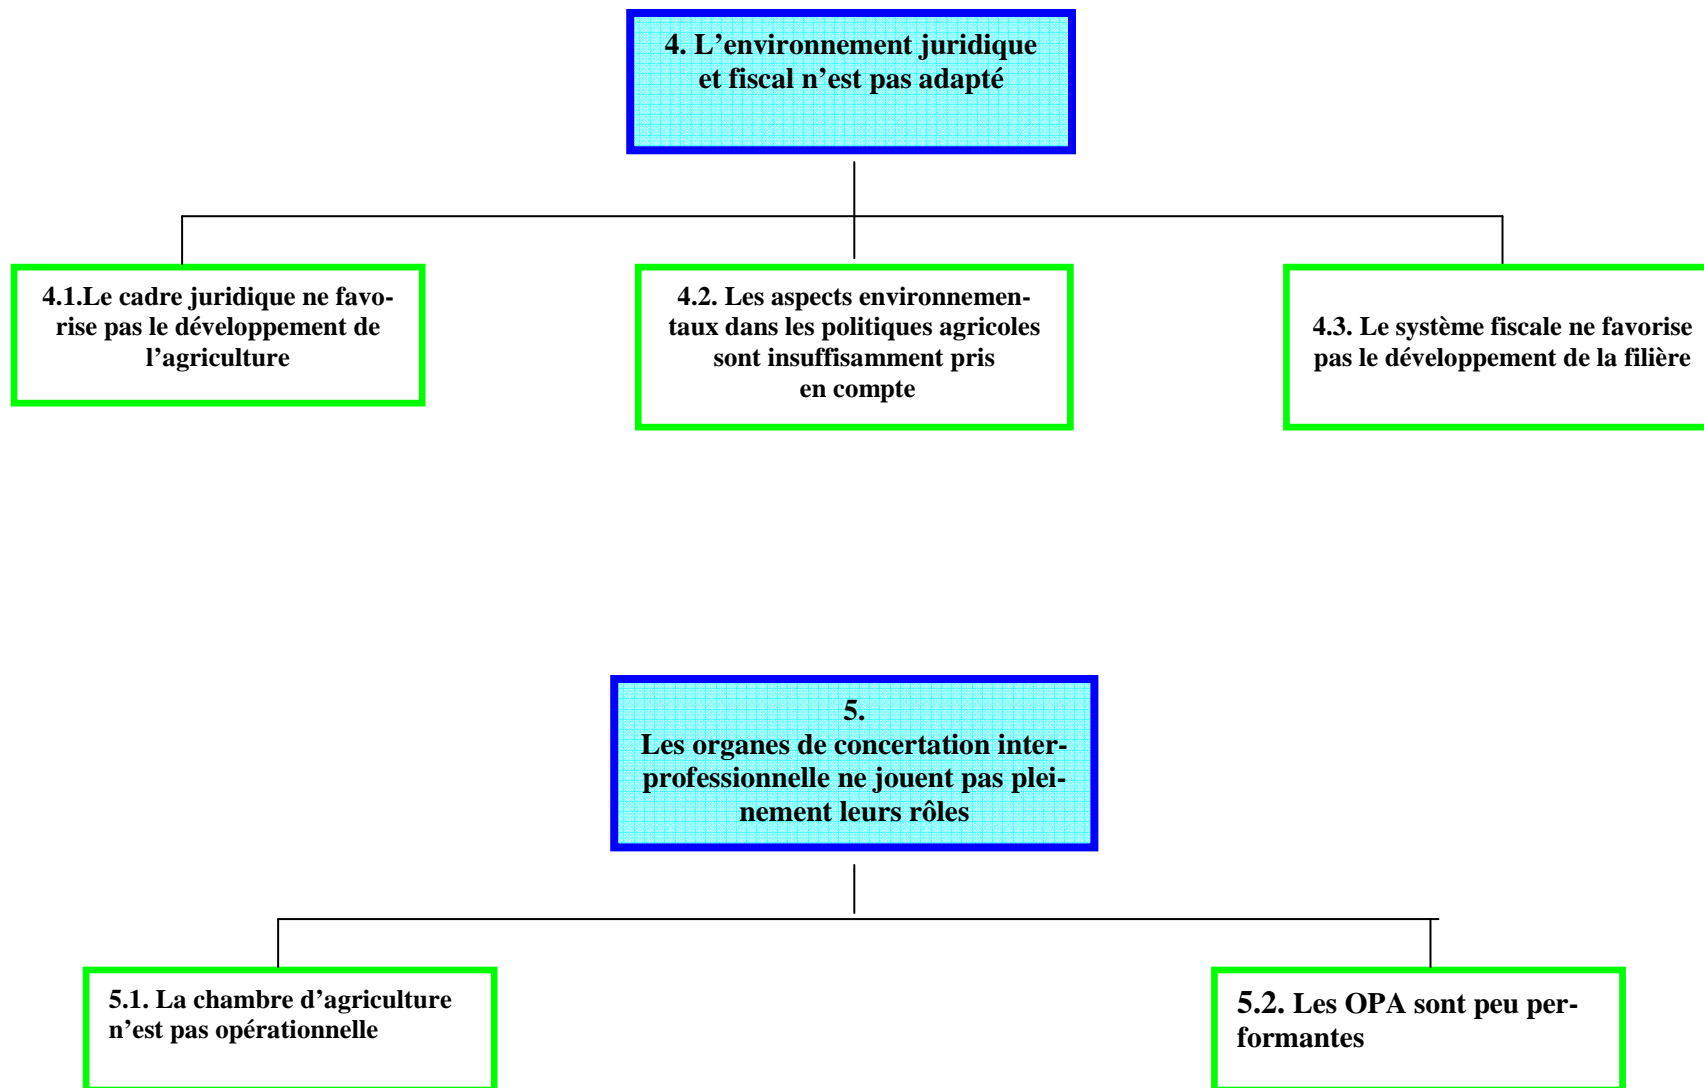 4. L’environnement juridique
et fiscal n’est pas adapté
4.1.Le cadre juridique ne favo-
rise pas le développement de
l’agriculture
4.2. Les aspects environnemen-
taux dans les politiques agricoles
sont insuffisamment pris
en compte
4.3. Le système fiscale ne favorise
pas le développement de la filière
5.
Les organes de concertation inter-
professionnelle ne jouent pas plei-
nement leurs rôles
5.1. La chambre d’agriculture
n’est pas opérationnelle
5.2. Les OPA sont peu per-
formantes